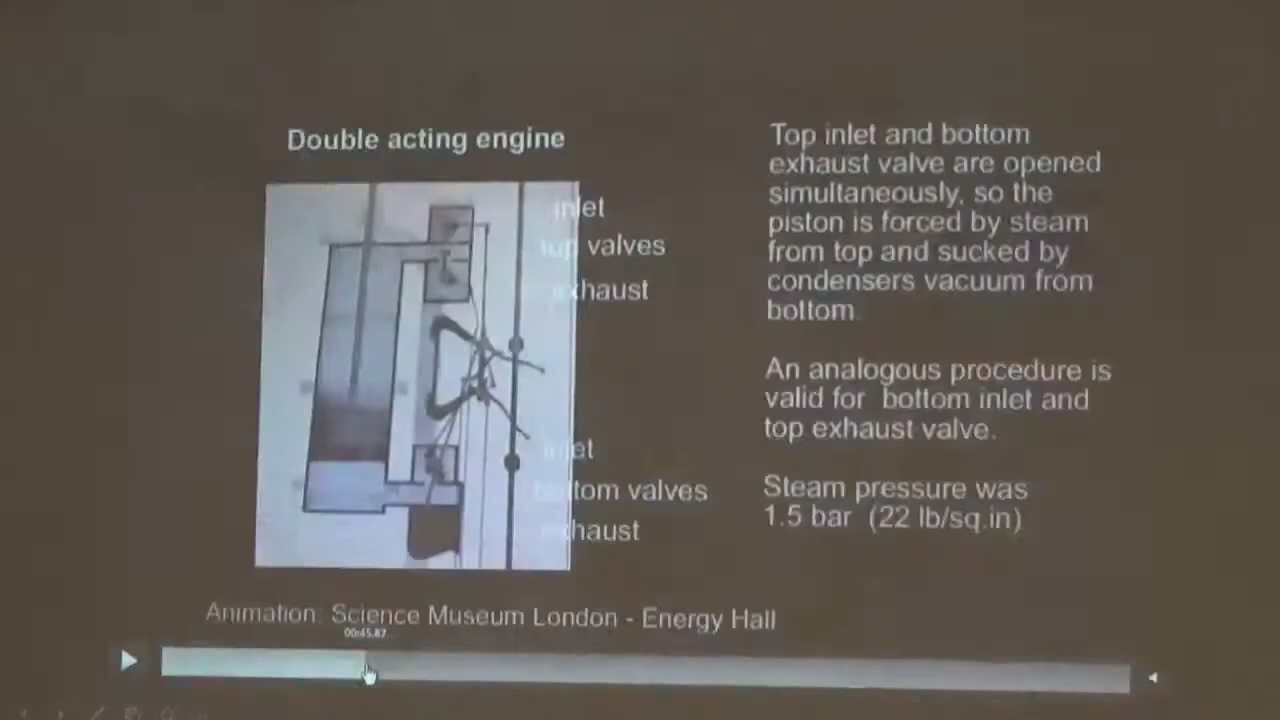 Double acting engine
inlet
top valves
exhaust
inlet
bottom valves
exhaust
Top inlet and bottom
exhaust valve are opened
simultaneously, so the
piston is forced by steam
from top and sucked by
condensers vacuum from
bottom.
An analogous procedure is
valid for bottom inlet and
top exhaust valve.
Steam pressure was
1.5 bar (22 lb/sq.in)
Animation: Science Museum London - Energy Hall
00:45.87